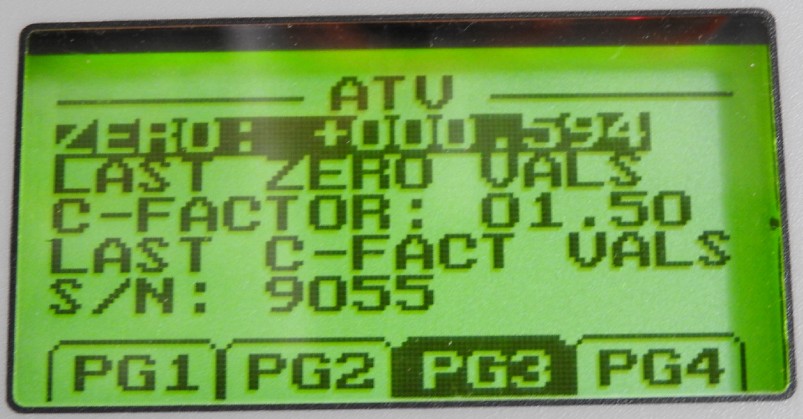 ATV
ZERO: +000.594
LAST ZERO VALS
C-FACTOR: 01.50
LAST C-FACT VALS
S/N: 9055
PG1 PG2 PG3 PG4